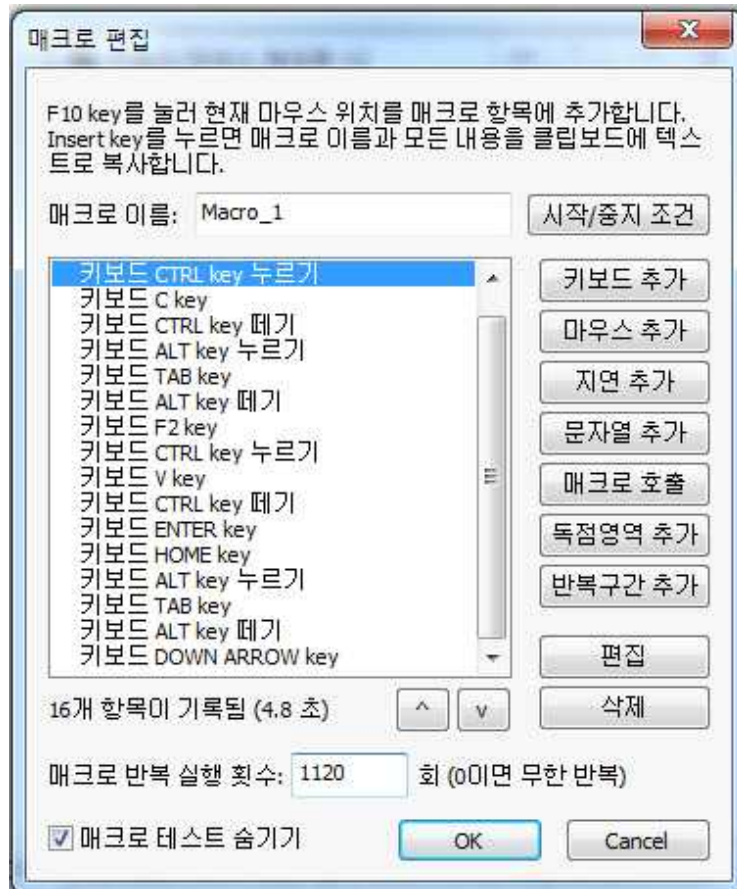 매크로 편집
F10 key를 눌러 현재 마우스 위치를 매크로 항목에 추가합니다.
Insert key를 누르면 매크로 이름과 모든 내용을 클립보드에 텍스
트로 복사합니다.
매크로 이름: Macro_1 시작/중지 조건
키보드 CTRL key 누르기
키보드 C key
키보드 CTRL key 떼기
키보드 ALT key 누르기
키보드 TAB key
키보드 ALT key 떼기
키보드 F2 key
키보드 CTRL key 누르기
키보드 V key
키보드 CTRL key 떼기
키보드 ENTER key
키보드 HOME key
키보드 ALT key 누르기
키보드 TAB key
키보드 ALT key 떼기
키보드 DOWN ARROW key
키보드 추가
마우스 추가
지연 추가
문자열 추가
매크로 호출
독점영역 추가
반복구간 추가
편집
삭제
16개 항목이 기록됨 (4.8 초) ^ v
매크로 반복 실행 횟수: 1120 회 (0이면 무한 반복)
매크로 테스트 숨기기 OK Cancel